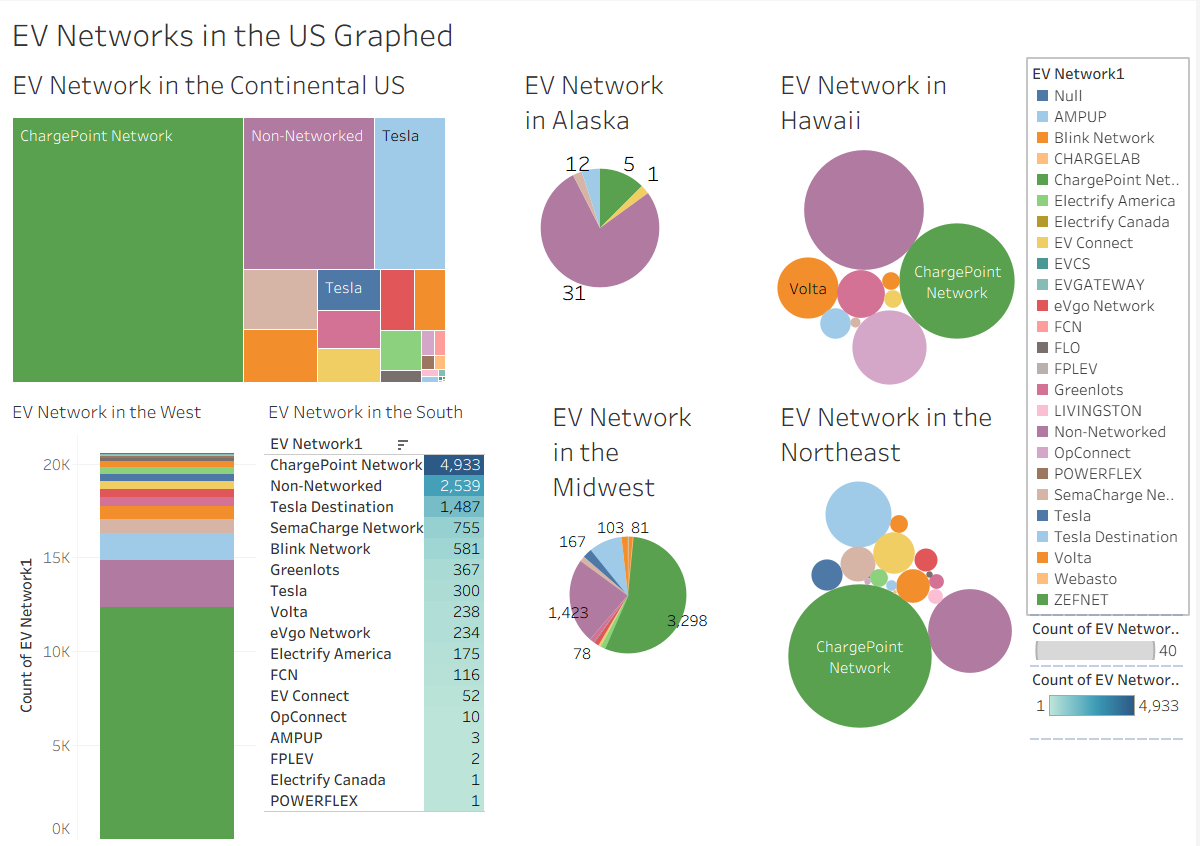 EV Networks in the US Graphed
EV Network in the Continental US
ChargePoint Network
Non-Networked
Tesla
Tesla
EV Network
in Alaska
12
5
1
31
EV Network in
Hawaii
ChargePoint
Network
Volta
EV Network in the West
20K
15K
10K
5K
0K
Count of EV Network1
EV Network in the South
EV Network1
ChargePoint Network 4,933
Non-Networked 2,539
Tesla Destination 1,487
SemaCharge Network 755
Blink Network 581
Greenlots 367
Tesla 300
Volta 238
eVgo Network 234
Electrify America 175
FCN 116
EV Connect 52
OpConnect 10
AMPUP 3
FPLEV 2
Electrify Canada 1
POWERFLEX 1
EV Network
in the
Midwest
103
81
167
1,423
3,298
78
EV Network in the
Northeast
ChargePoint
Network
EV Network1
Null
AMPUP
Blink Network
CHARGELAB
ChargePoint Net..
Electrify America
Electrify Canada
EV Connect
EVCS
EVGATEWAY
eVgo Network
FCN
FLO
FPLEV
Greenlots
LIVINGSTON
Non-Networked
OpConnect
POWERFLEX
SemaCharge Ne..
Tesla
Tesla Destination
Volta
Webasto
ZEFNET
Count of EV Networ..
40
Count of EV Networ..
1 4,933